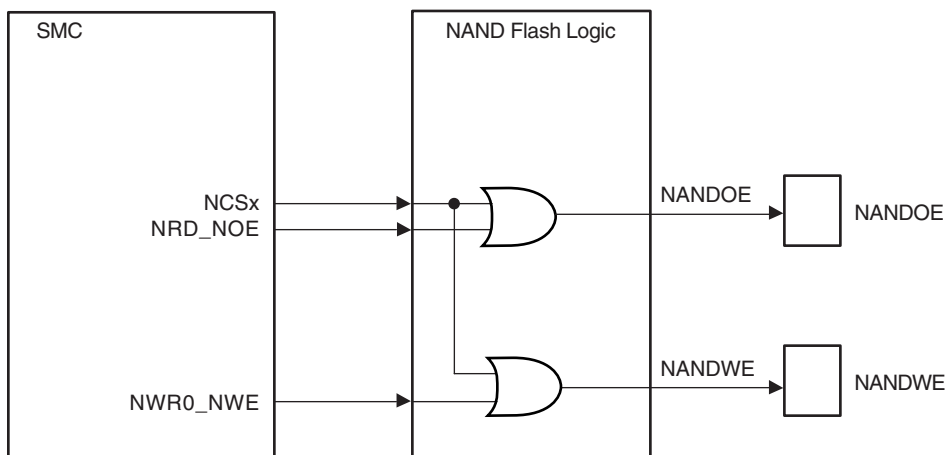 SMC
NAND Flash Logic
NCSx
NRD_NOE
NANDOE
NANDOE
NWR0_NWE
NANDWE
NANDWE